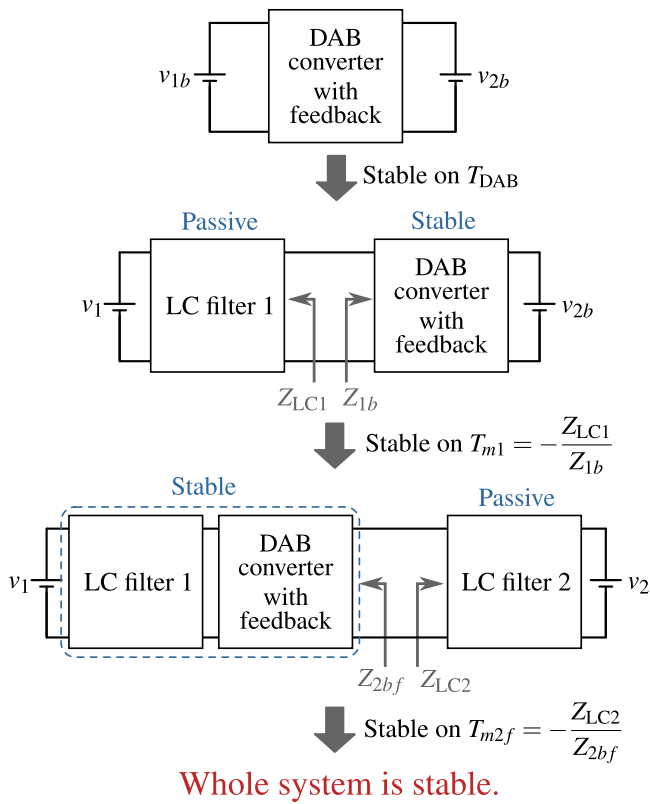 DAB
converter
with
feedback
v1b
v2b
Stable on TDAB
Passive
Stable
LC filter 1
DAB
converter
with
feedback
v1
v2b
ZLC1 Z1b
Stable on Tm1 = −ZLC1/Z1b
Stable
Passive
LC filter 1
DAB
converter
with
feedback
LC filter 2
v1
v2
Z2bf ZLC2
Stable on Tm2f = −ZLC2/Z2bf
Whole system is stable.